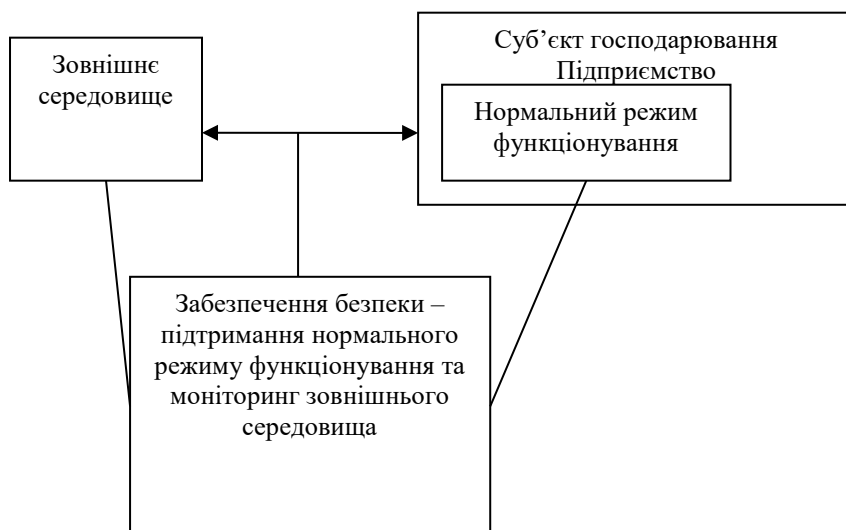 Зовнішнє
середовище
Суб’єкт господарювання
Підприємство
Нормальний режим
функціонування
Забезпечення безпеки –
підтримання нормального
режиму функціонування та
моніторинг зовнішнього
середовища